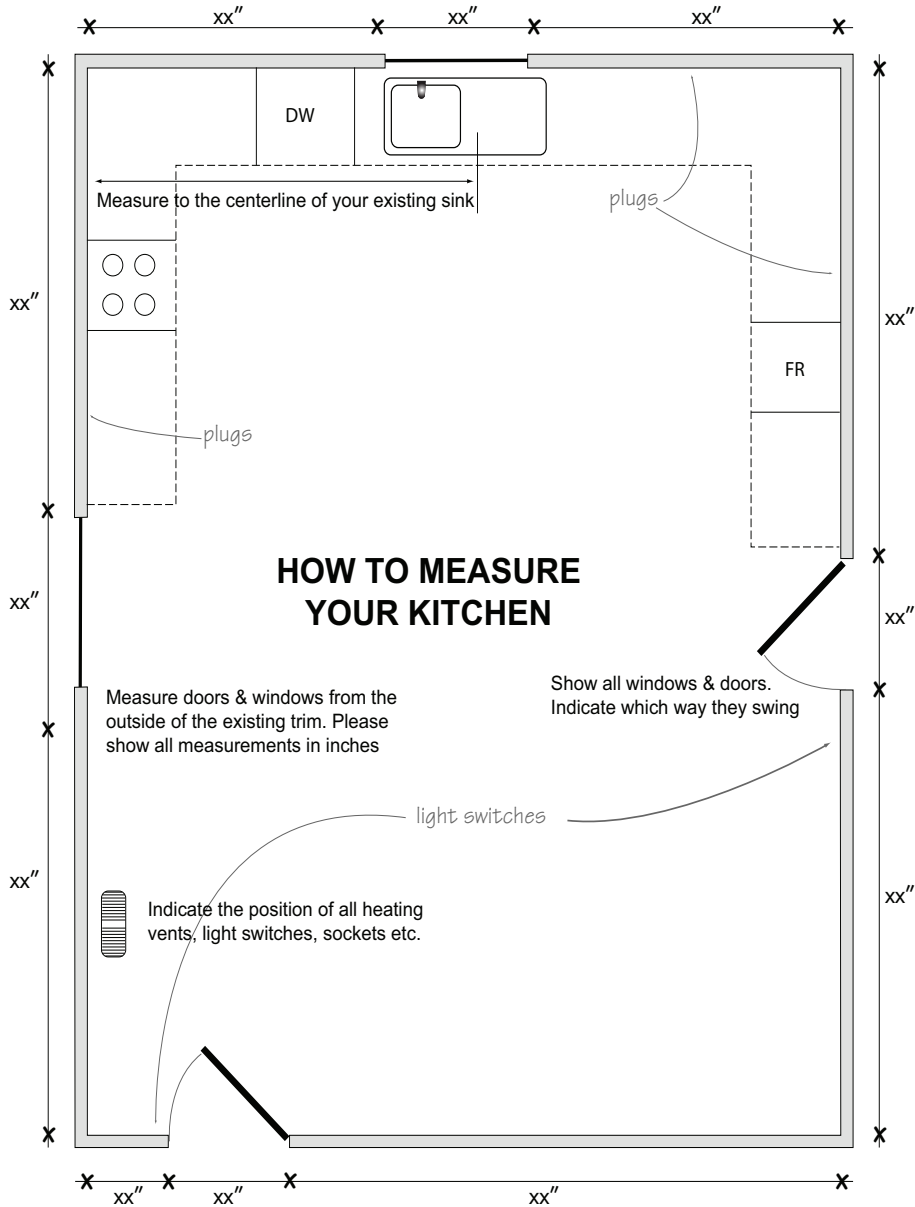 xx"
xx"
xx"
DW
Measure to the centerline of your existing sink
plugs
xx"
xx"
FR
plugs
HOW TO MEASURE
YOUR KITCHEN
xx"
xx"
Measure doors & windows from the
outside of the existing trim. Please
show all measurements in inches
Show all windows & doors.
Indicate which way they swing
light switches
xx"
xx"
Indicate the position of all heating
vents, light switches, sockets etc.
xx"
xx"
xx"